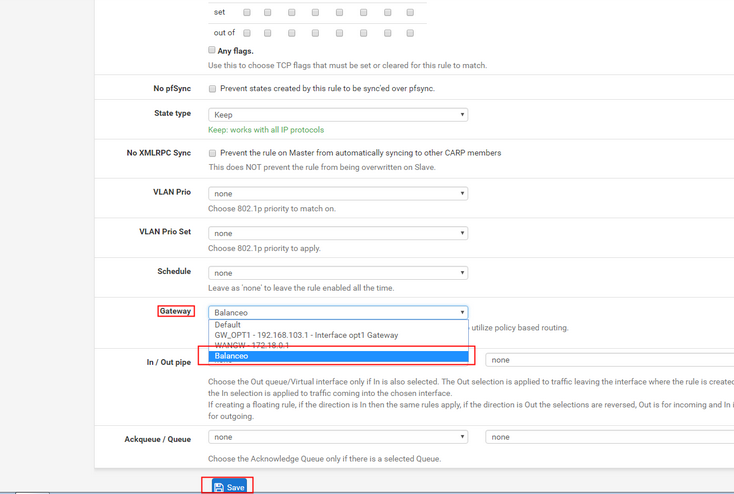 set
out of
Any flags.
Use this to choose TCP flags that must be set or cleared for this rule to match.
No pfSync
Prevent states created by this rule to be sync'ed over pfsync.
State type
Keep
Keep: works with all IP protocols
No XMLRPC Sync
Prevent the rule on Master from automatically syncing to other CARP members
This does NOT prevent the rule from being overwritten on Slave.
VLAN Prio
none
Choose 802.1p priority to match on.
VLAN Prio Set
none
Choose 802.1p priority to apply.
Schedule
none
Leave as 'none' to leave the rule enabled all the time.
Gateway
Balanceo
Default
utilize policy based routing.
GW_OPT1 - 192.168.103.1 - Interface opt1 Gateway
WANGW - 172.18.0.1
Balanceo
In / Out pipe
none
Choose the Out queue/Virtual interface only if In is also selected. The Out selection is applied to traffic leaving the interface where the rule is created
the In selection is applied to traffic coming into the chosen interface.
If creating a floating rule, if the direction is In then the same rules apply, if the direction is Out the selections are reversed, Out is for incoming and In i
for outgoing.
Ackqueue / Queue
none
none
Choose the Acknowledge Queue only if there is a selected Queue.
Save